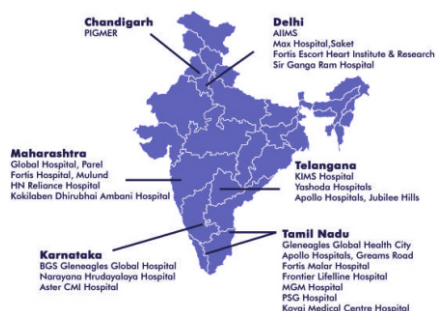 Chandigarh
PIGMER
Delhi
AIIMS
Max Hospital,Saket
Fortis Escort Heart Institute & Research
Sir Ganga Ram Hospital
Maharashtra
Global Hospital, Parel
Fortis Hospital, Mulund
HN Reliance Hospital
Kokilaben Dhirubhai Ambani Hospital
Telangana
KIMS Hospital
Yashoda Hospitals
Apollo Hospitals, Jubilee Hills
Karnataka
BGS Gleneagles Global Hospital
Narayana Hrudayalaya Hospital
Aster CMI Hospital
Tamil Nadu
Gleneagles Global Health City
Apollo Hospitals, Greams Road
Fortis Malar Hospital
Frontier Lifelline Hospital
MGM Hospital
PSG Hospital
Kovai Medical Centre Hospital